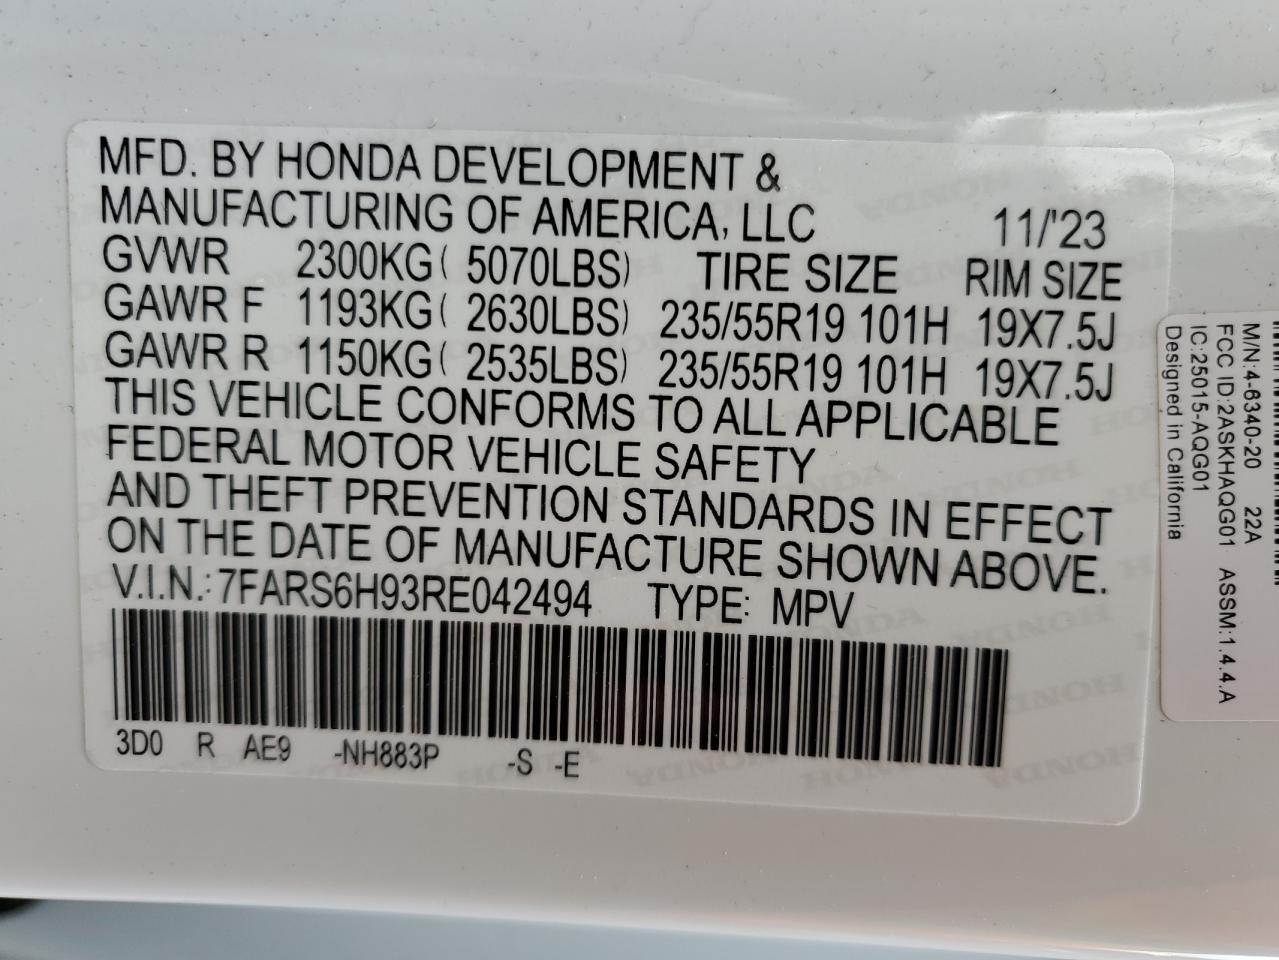 MFD. BY HONDA DEVELOPMENT &
MANUFACTURING OF AMERICA, LLC 11/'23
GVWR 2300KG( 5070LBS) TIRE SIZE RIM SIZE
GAWR F 1193KG( 2630LBS) 235/55R19 101H 19X7.5J
GAWR R 1150KG( 2535LBS) 235/55R19 101H 19X7.5J
THIS VEHICLE CONFORMS TO ALL APPLICABLE
FEDERAL MOTOR VEHICLE SAFETY
AND THEFT PREVENTION STANDARDS IN EFFECT
ON THE DATE OF MANUFACTURE SHOWN ABOVE.
V.I.N.: 7FARS6H93RE042494 TYPE: MPV
3D0 R AE9 -NH883P -S -E
M/N:4-6340-20 22A
FCC ID:2ASKHAQG01 ASSM:1.4.4.A
IC:25015-AQG01
Designed in California